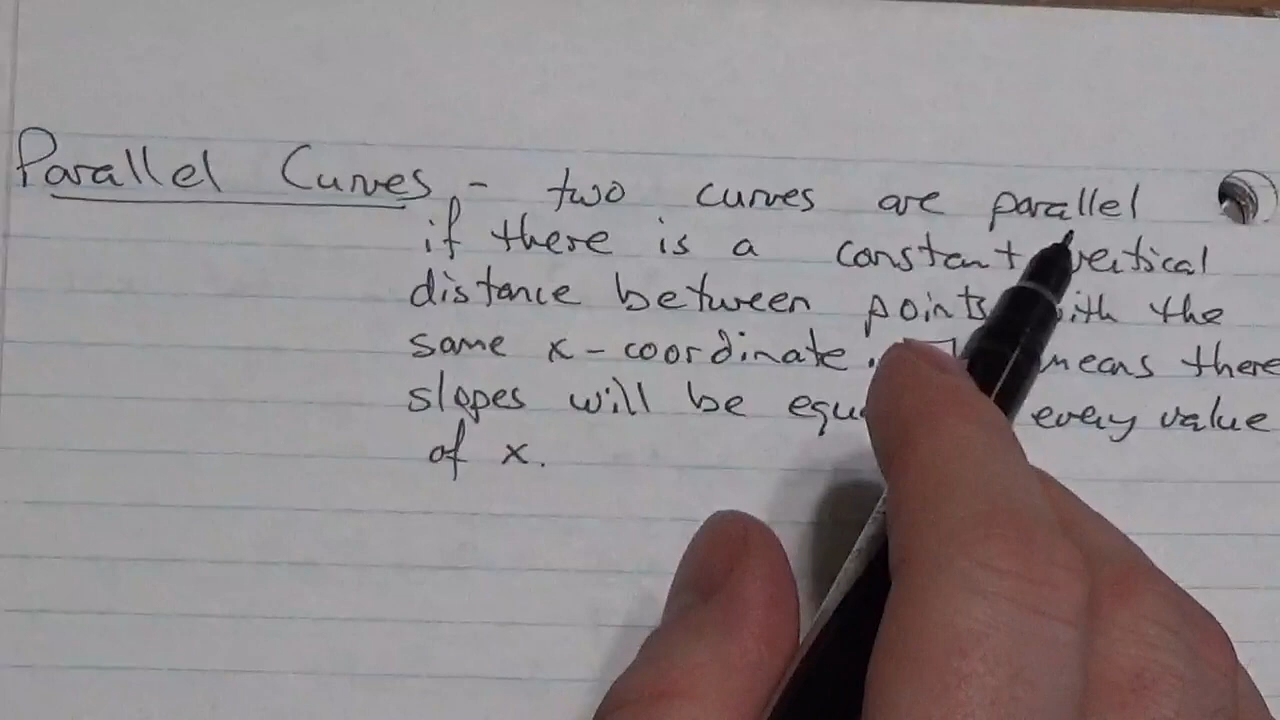 Parallel Curves - two curves are parallel
if there is a constant vertical
distance between points with the
same x-coordinate. means there
slopes will be every value
of x.